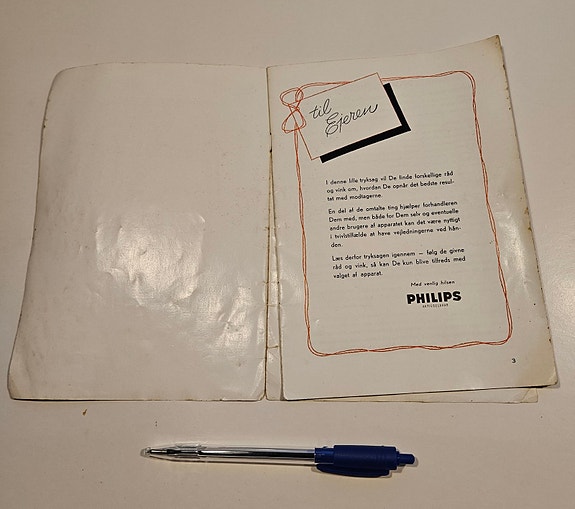 til
Ejeren
I denne lille tryksag vil De finde forskellige råd
og vink om, hvordan De opnår det bedste resul-
tat med modtagerne.
En del af de omtalte ting hjælper forhandleren
Dem med, men både for Dem selv og eventuelle
andre brugere af apparatet kan det være nyttigt
i tvivlstilfælde at have vejledningerne ved hån-
den.
Læs derfor tryksagen igennem — følg de givne
råd og vink, så kan De kun blive tilfreds med
valget af apparat.
Med venlig hilsen
PHILIPS
3